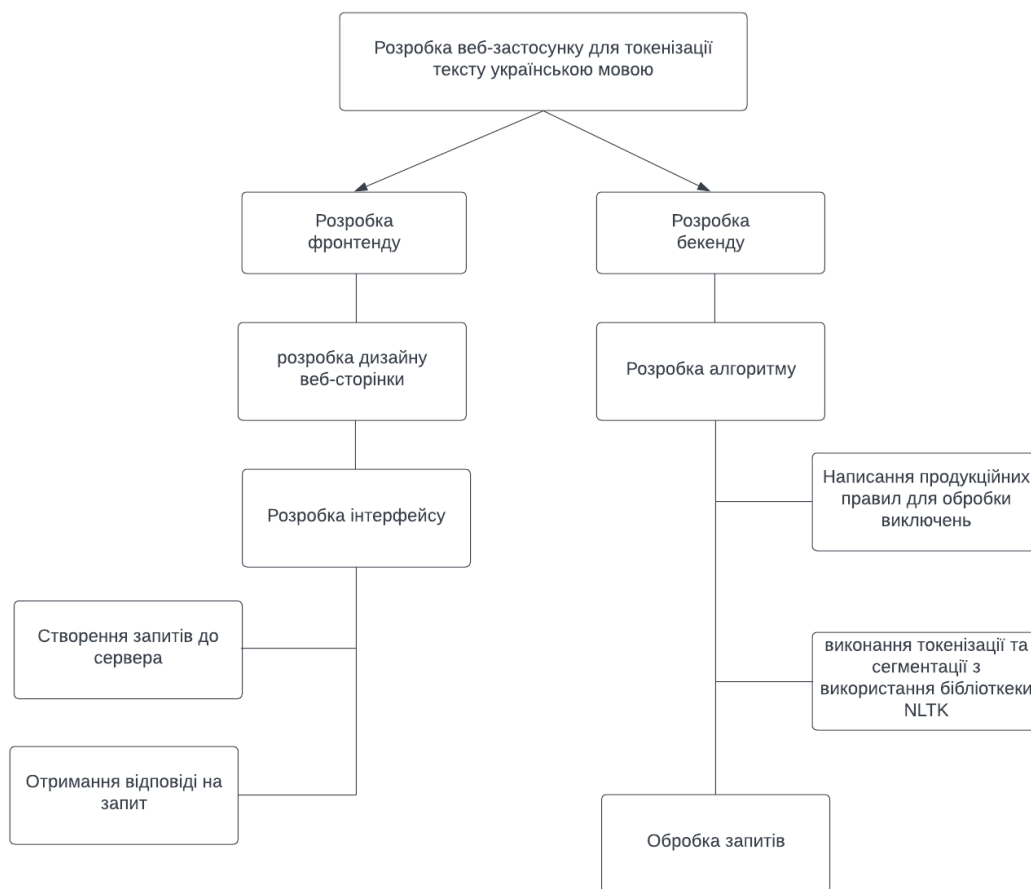 Розробка веб-застосунку для токенізації
тексту українською мовою
Розробка
фронтенду
Розробка
бекенду
розробка дизайну
веб-сторінки
Розробка алгоритму
Написання продукційних
правил для обробки
виключень
Розробка інтерфейсу
Створення запитів до
сервера
виконання токенізації та
сегментації з
використання бібліоткеки
NLTK
Отримання відповіді на
запит
Обробка запитів